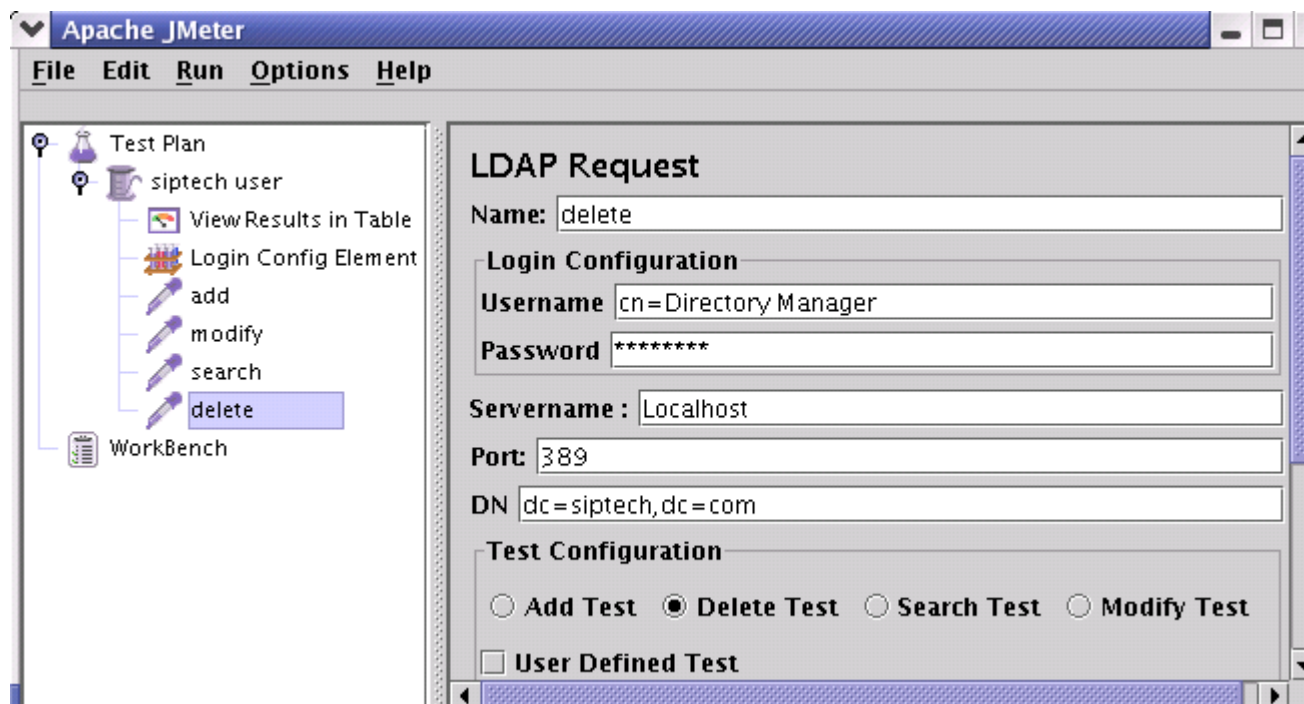 Apache JMeter
File Edit Run Options Help
Test Plan
siptech user
View Results in Table
Login Config Element
add
modify
search
delete
WorkBench
LDAP Request
Name: delete
Login Configuration
Username cn=Directory Manager
Password ********
Servername : Localhost
Port: 389
DN dc=siptech,dc=com
Test Configuration
Add Test Delete Test Search Test Modify Test
User Defined Test